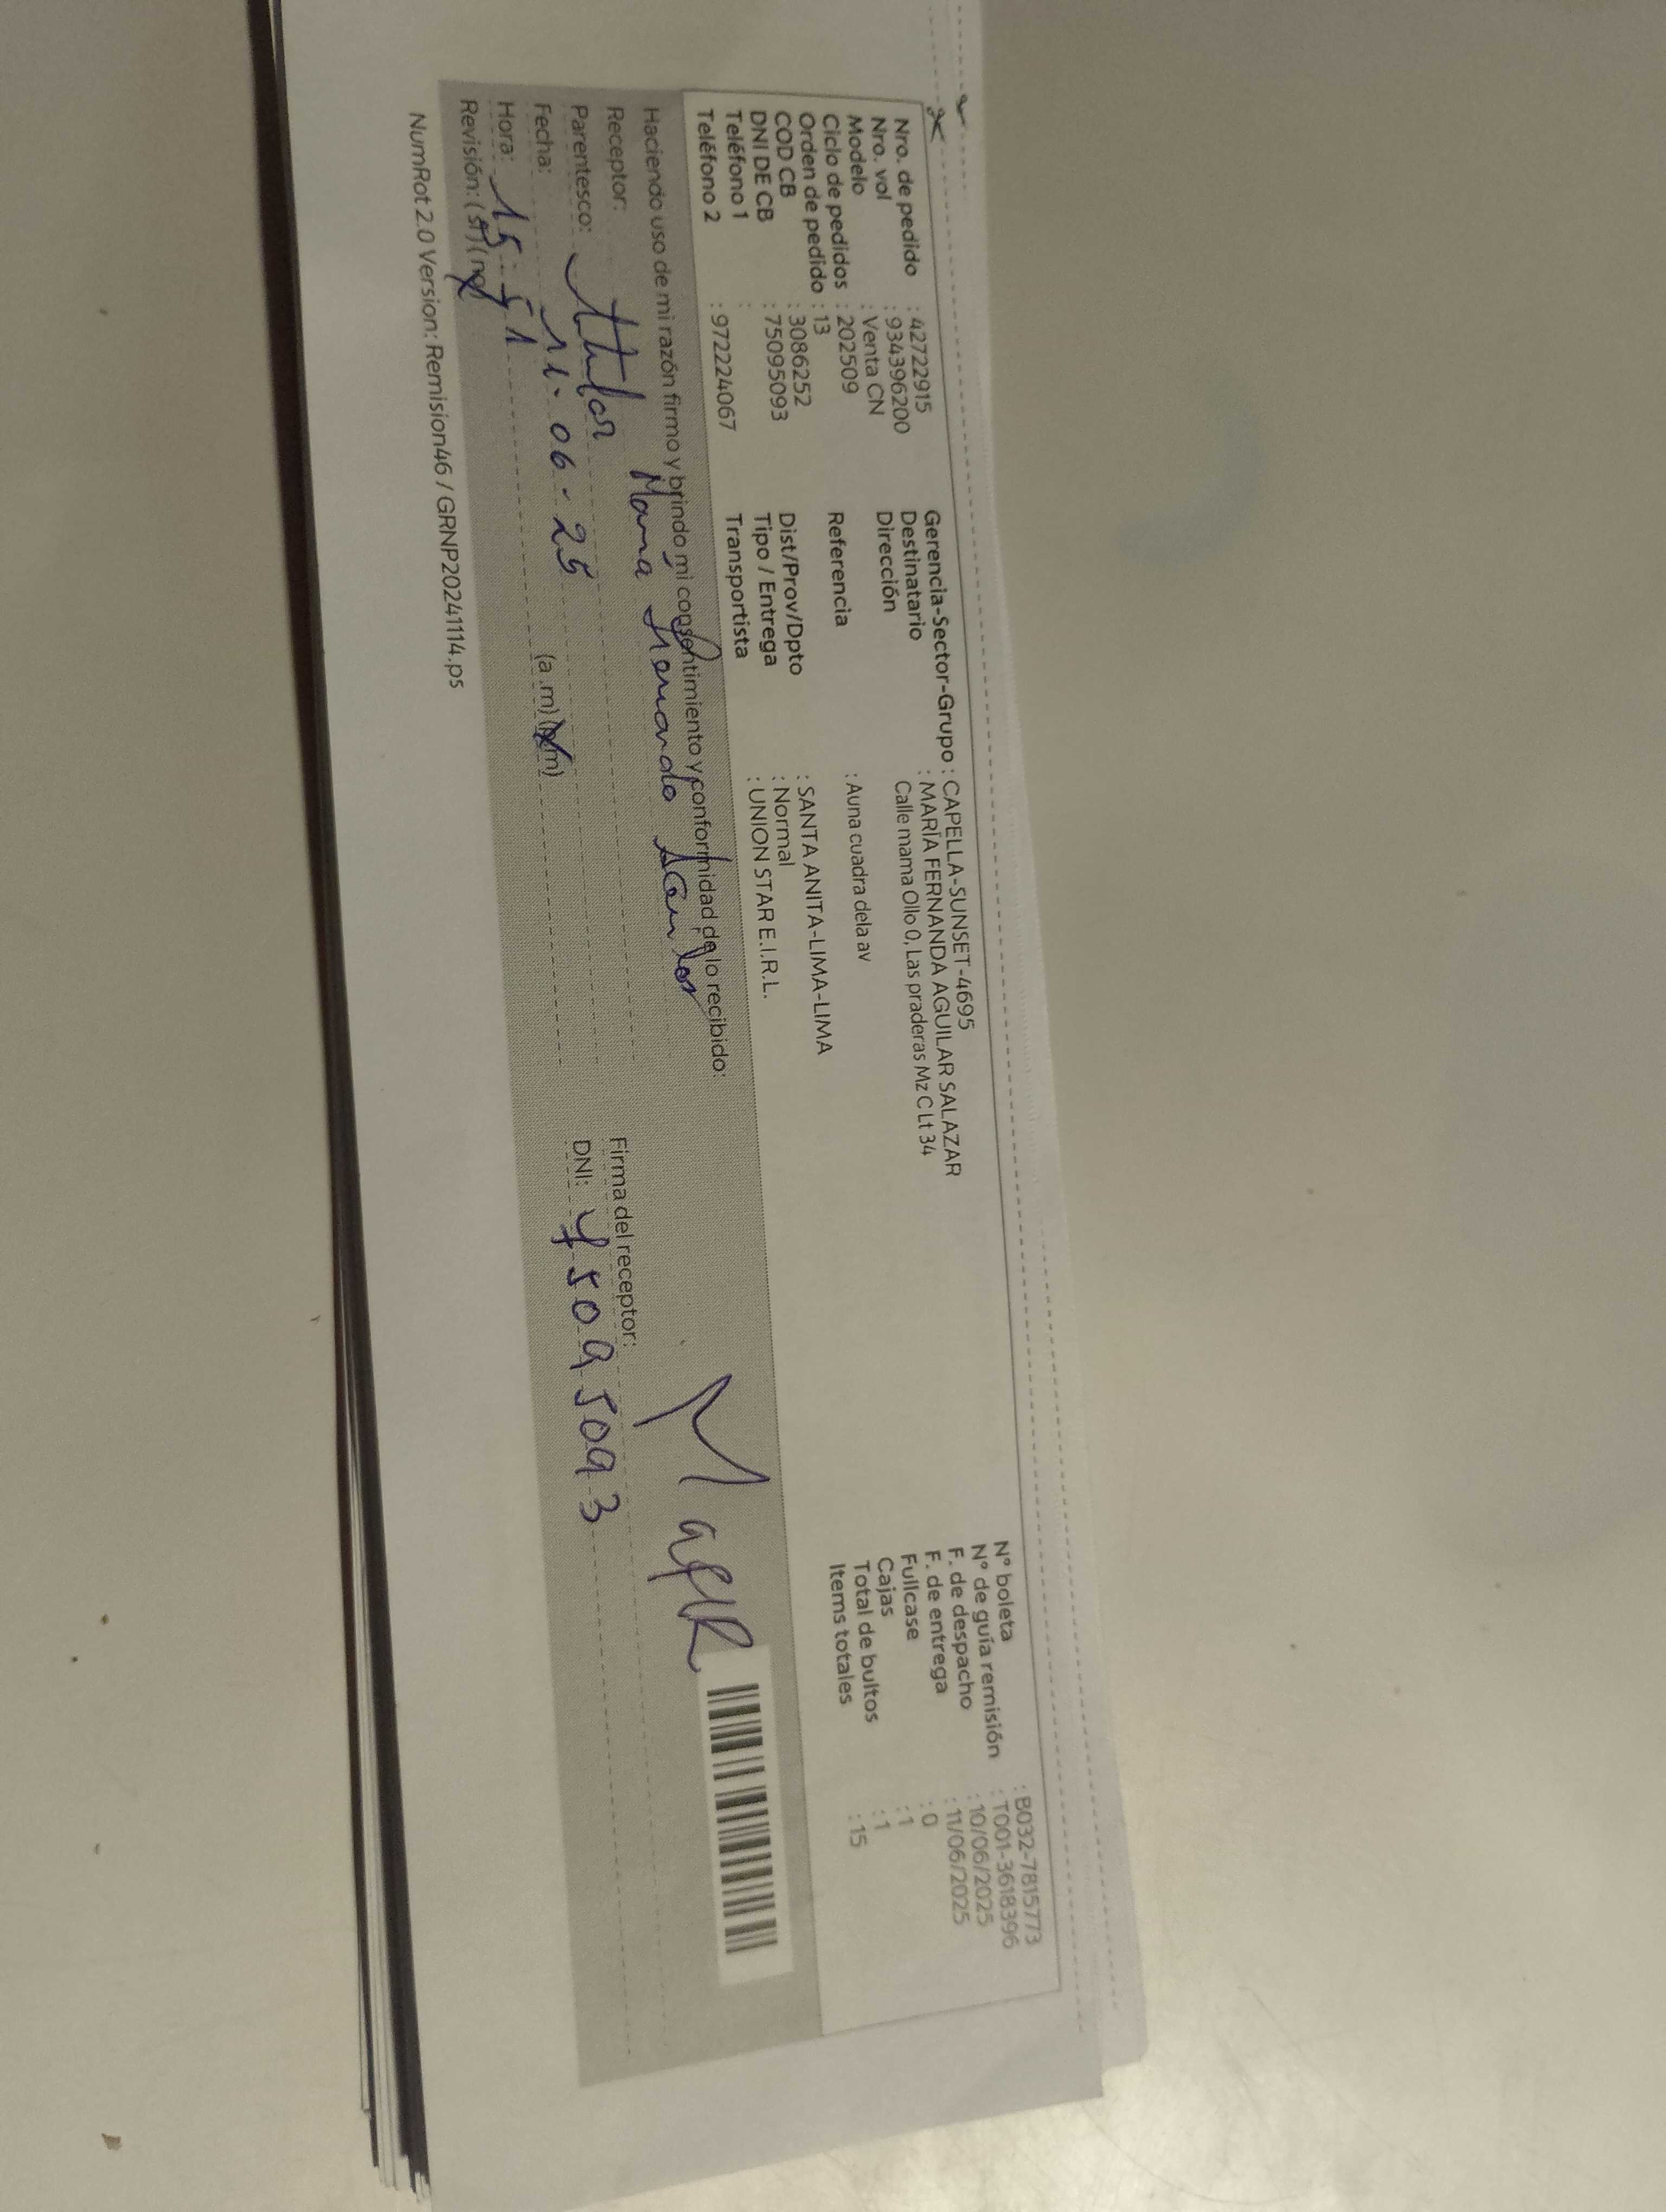 Nro. de pedido : 42722915
Nro. vol : 934396200
Modelo : Venta CN
Ciclo de pedidos : 202509
Orden de pedido : 13
COD CB : 3086252
DNI DE CB : 75095093
Teléfono 1 :
Teléfono 2 : 972224067
Gerencia-Sector-Grupo : CAPELLA-SUNSET-4695
Destinatario : MARÍA FERNANDA AGUILAR SALAZAR
Dirección Calle mama Ollo 0, Las praderas Mz C Lt 34
Referencia : Auna cuadra dela av
Dist/Prov/Dpto : SANTA ANITA-LIMA-LIMA
Tipo / Entrega : Normal
Transportista : UNION STAR E.I.R.L.
N° boleta : B032-7815773
N° de guía remisión : T001-3618396
F. de despacho : 10/06/2025
F. de entrega : 11/06/2025
Fullcase : 0
Cajas : 1
Total de bultos : 1
Items totales : 15
Haciendo uso de mi razón firmo y brindo mi consentimiento y conformidad de lo recibido:
Receptor: Maria
Parentesco: titular
Fecha: 11-06-25
Hora: 15:51 (a.m) (p.m)
Revisión: (si) (no)
Firma del receptor:
DNI: 75095093
NumRot 2.0 Version: Remision46 / GRNP20241114.ps